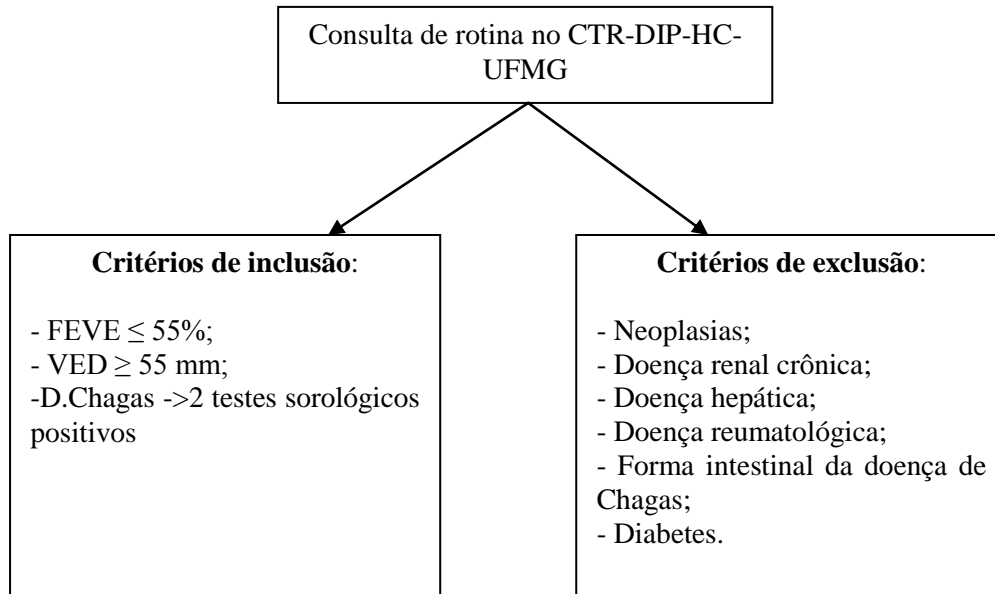 Consulta de rotina no CTR-DIP-HC-
UFMG
Critérios de inclusão:
- FEVE ≤ 55%;
- VED ≥ 55 mm;
-D.Chagas ->2 testes sorológicos
positivos
Critérios de exclusão:
- Neoplasias;
- Doença renal crônica;
- Doença hepática;
- Doença reumatológica;
- Forma intestinal da doença de
Chagas;
- Diabetes.